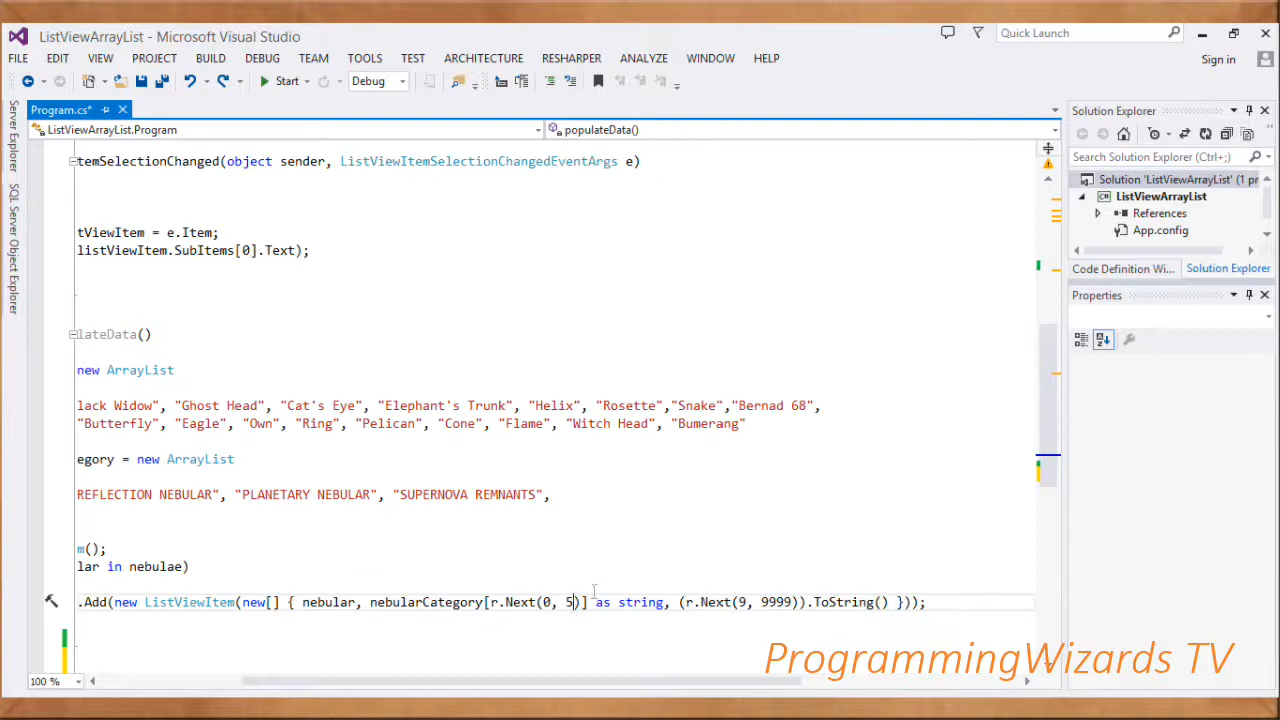 ListViewArrayList - Microsoft Visual Studio
Quick Launch
FILE EDIT VIEW PROJECT BUILD DEBUG TEAM TOOLS TEST ARCHITECTURE RESHARPER ANALYZE WINDOW HELP
Sign in
Start Debug
Server Explorer
SQL Server Object Explorer
Program.cs*
ListViewArrayList.Program
populateData()
temSelectionChanged(object sender, ListViewItemSelectionChangedEventArgs e)
tViewItem = e.Item;
listViewItem.SubItems[0].Text);
lateData()
new ArrayList
lack Widow", "Ghost Head", "Cat's Eye", "Elephant's Trunk", "Helix", "Rosette","Snake","Bernad 68",
"Butterfly", "Eagle", "Own", "Ring", "Pelican", "Cone", "Flame", "Witch Head", "Bumerang"
egory = new ArrayList
REFLECTION NEBULAR", "PLANETARY NEBULAR", "SUPERNOVA REMNANTS",
m();
lar in nebulae)
.Add(new ListViewItem(new[] { nebular, nebularCategory[r.Next(0, 5)] as string, (r.Next(9, 9999)).ToString() }));
100 %
Solution Explorer
Search Solution Explorer (Ctrl+;)
Solution 'ListViewArrayList' (1 pr
ListViewArrayList
References
App.config
Code Definition Wi... Solution Explorer
Properties
ProgrammingWizards TV